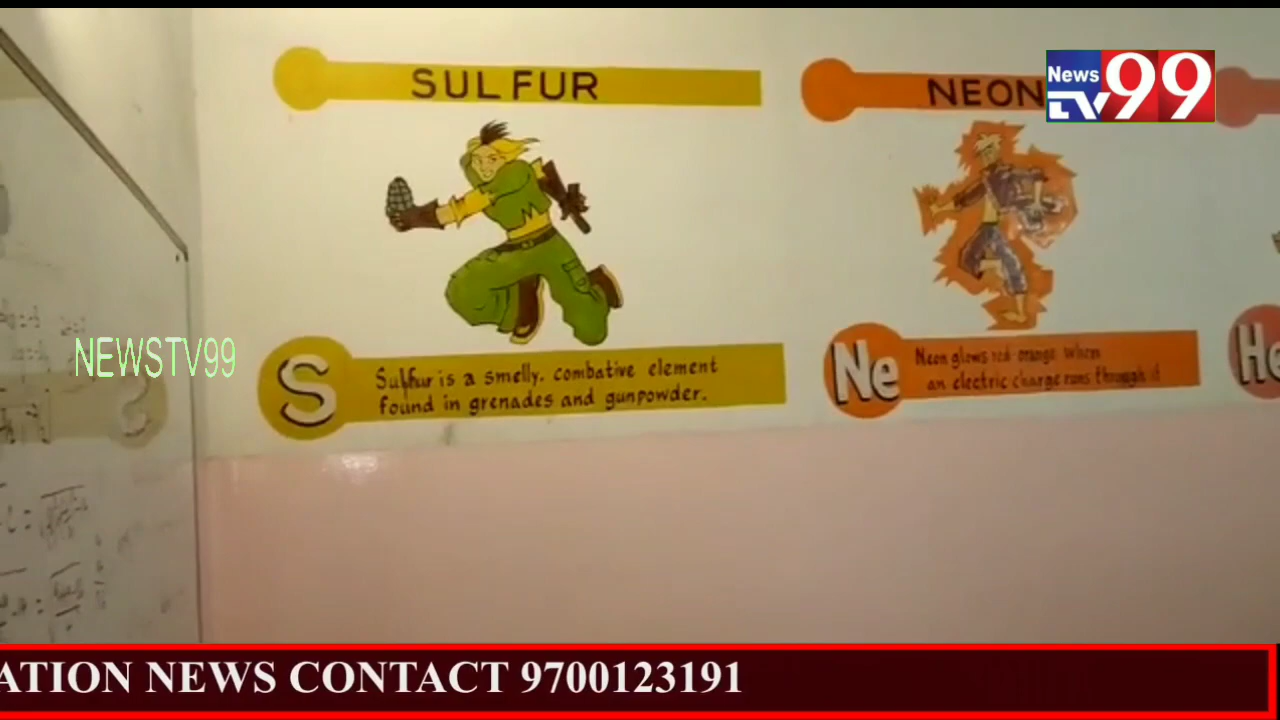 SULFUR
NEON
News
TV99
NEWSTV99
S
Sulfur is a smelly, combative element
found in grenades and gunpowder.
Ne
Neon glows red-orange when
an electric charge runs through it
He
ATION NEWS CONTACT 9700123191